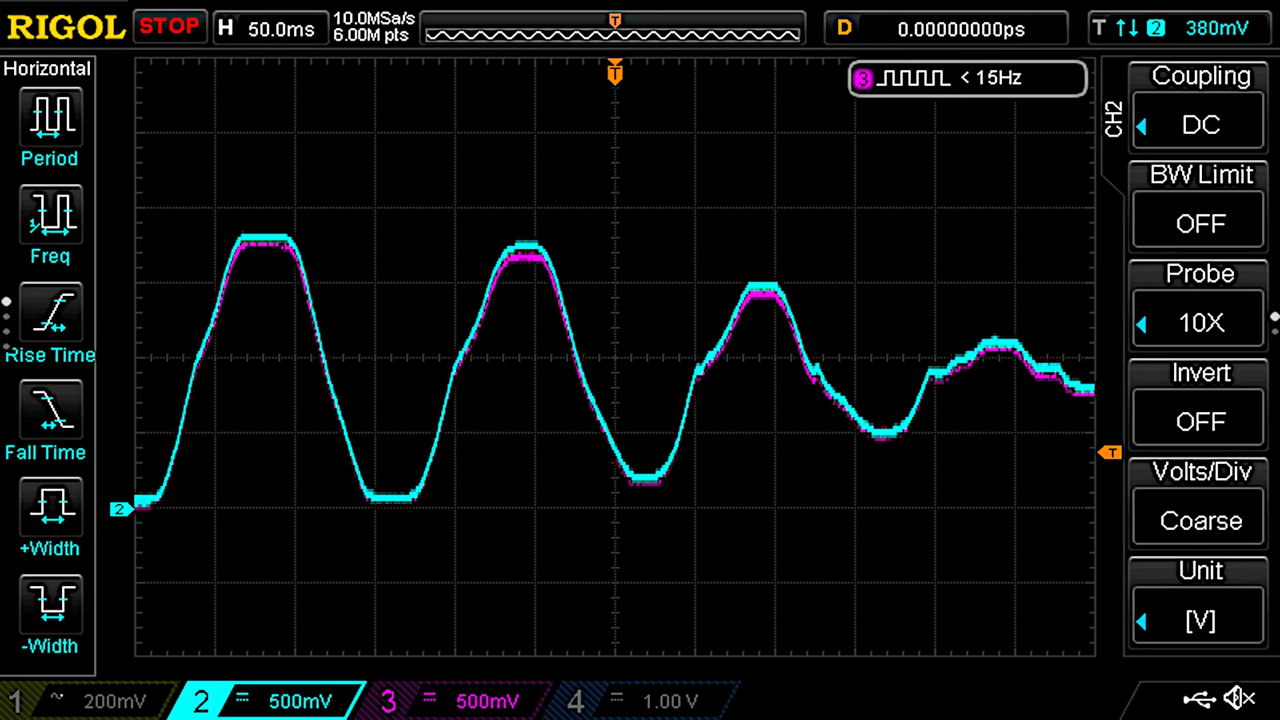 RIGOL STOP H 50.0ms 10.0MSa/s 6.00M pts T D 0.00000000ps T 2 380mV
Horizontal
T
3 < 15Hz
Period
Freq
Rise Time
Fall Time
+Width
-Width
2
T
CH2
Coupling
DC
BW Limit
OFF
Probe
10X
Invert
OFF
Volts/Div
Coarse
Unit
[V]
1 200mV 2 500mV 3 500mV 4 1.00 V